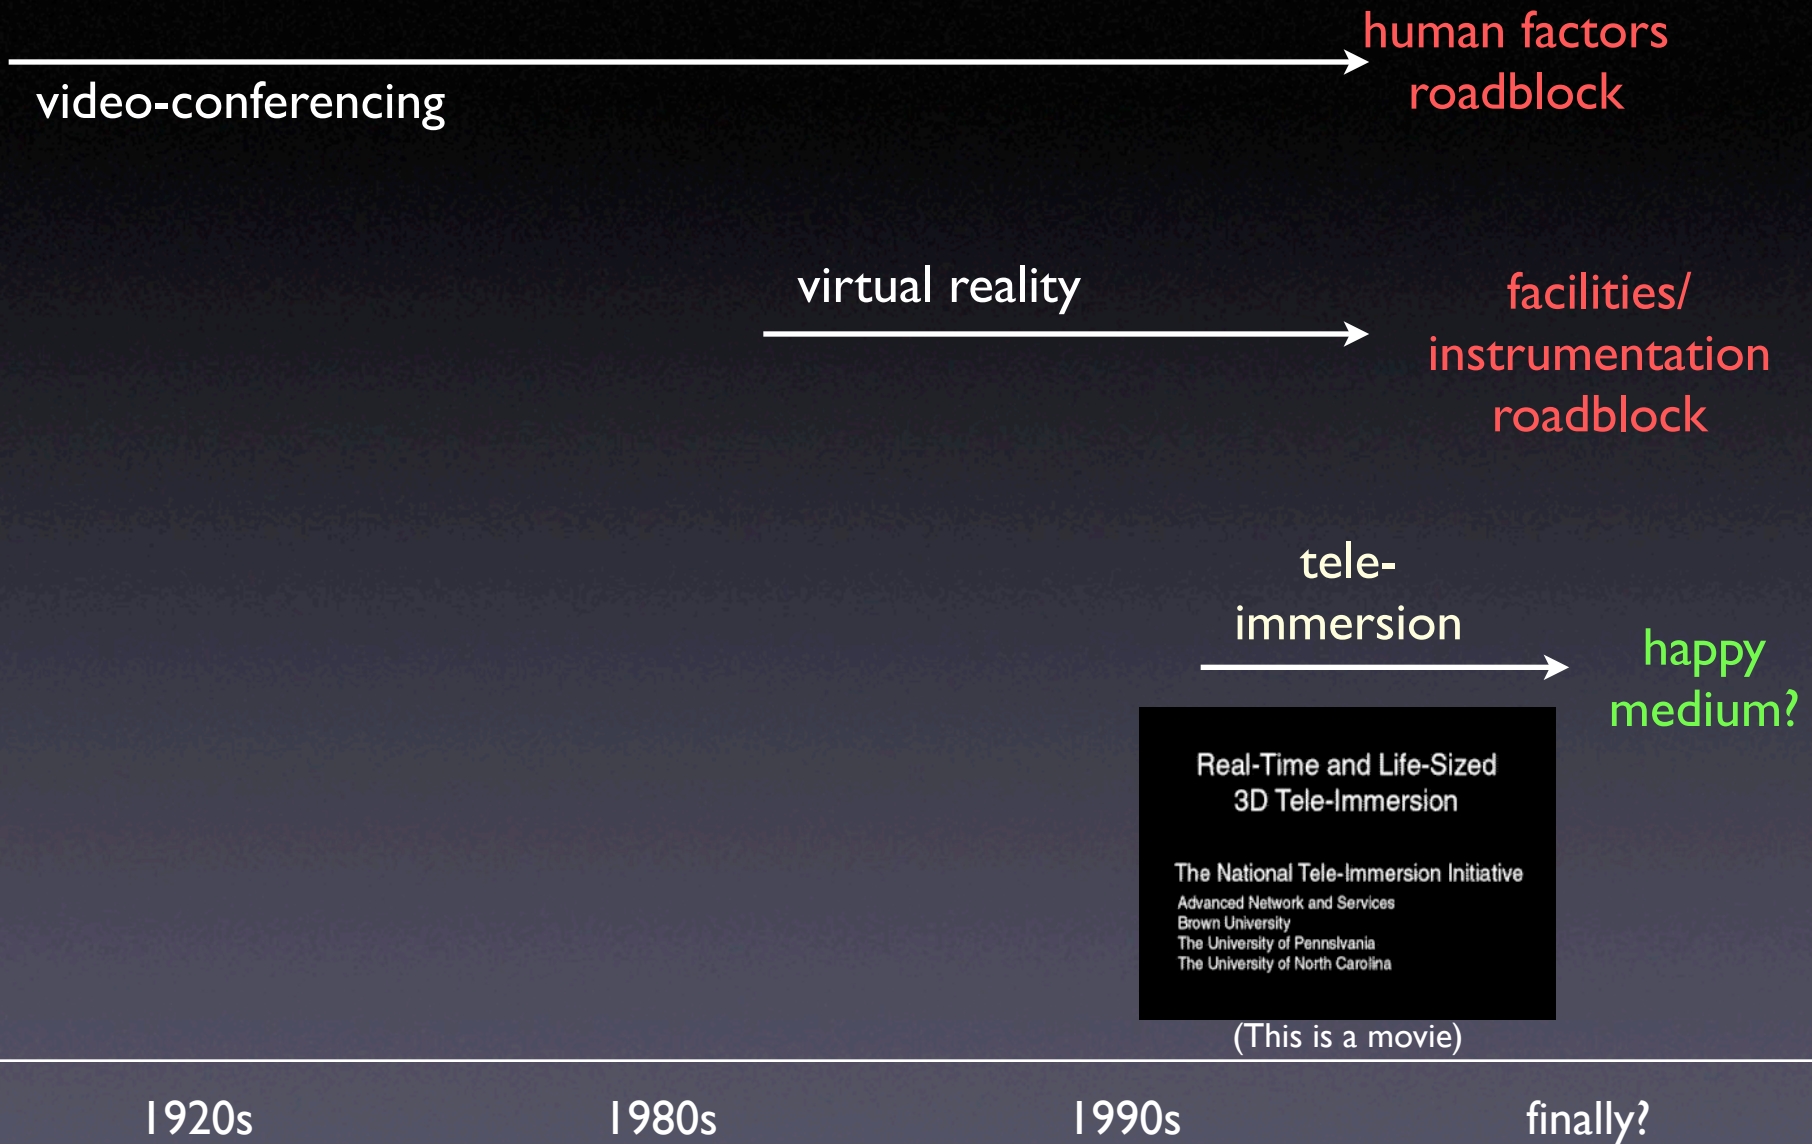 human factors
roadblock
video-conferencing
virtual reality
facilities/
instrumentation
roadblock
tele-
immersion
happy
medium?
Real-Time and Life-Sized
3D Tele-Immersion
The National Tele-Immersion Initiative
Advanced Network and Services
Brown University
The University of Pennslvania
The University of North Carolina
(This is a movie)
1920s
1980s
1990s
finally?